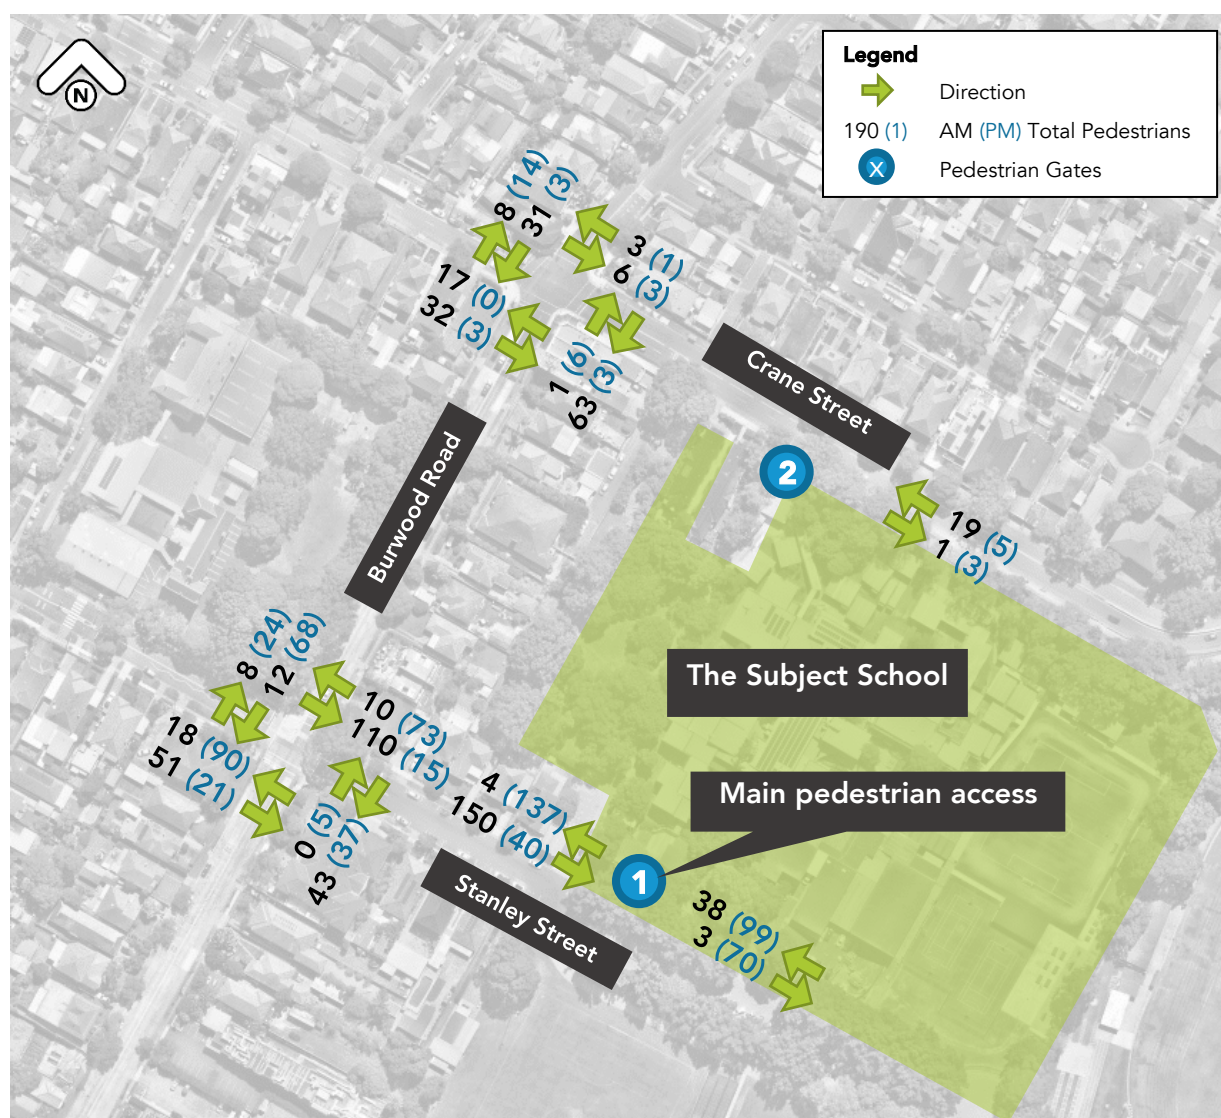 N
Legend
Direction
190 (1) AM (PM) Total Pedestrians
X Pedestrian Gates
8 (14)
31 (3)
3 (1)
6 (3)
17 (0)
32 (3)
1 (6)
63 (3)
Crane Street
2
Burwood Road
19 (5)
1 (3)
8 (24)
12 (68)
The Subject School
10 (73)
110 (15)
18 (90)
51 (21)
4 (137)
150 (40)
Main pedestrian access
0 (5)
43 (37)
1
Stanley Street
38 (99)
3 (70)